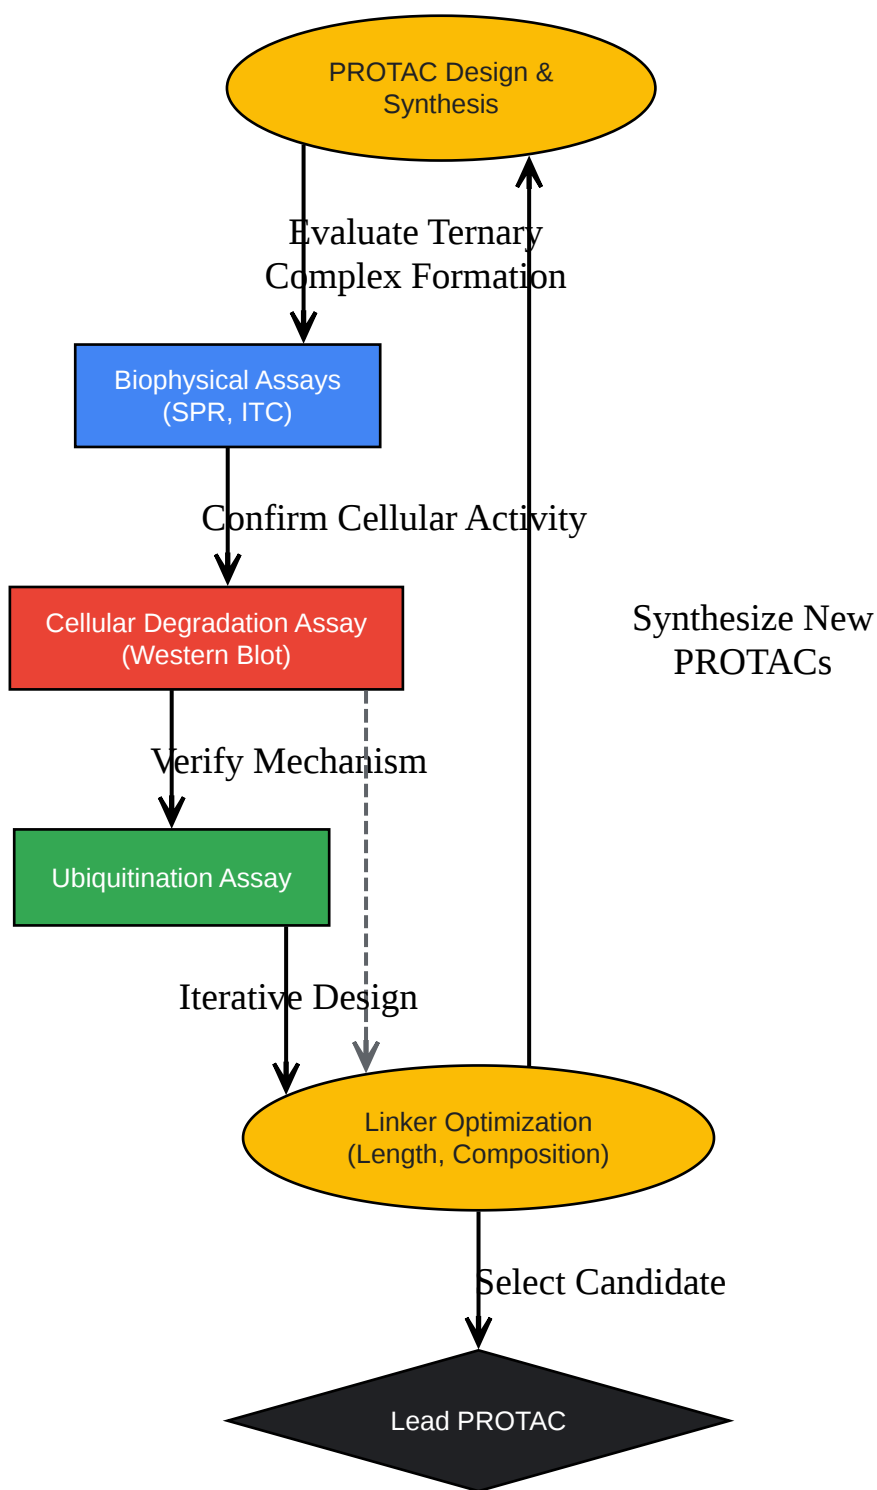 PROTAC Design &
Synthesis
Evaluate Ternary
Complex Formation
Biophysical Assays
(SPR, ITC)
Confirm Cellular Activity
Cellular Degradation Assay
(Western Blot)
Synthesize New
PROTACs
Verify Mechanism
Ubiquitination Assay
Iterative Design
Linker Optimization
(Length, Composition)
Select Candidate
Lead PROTAC